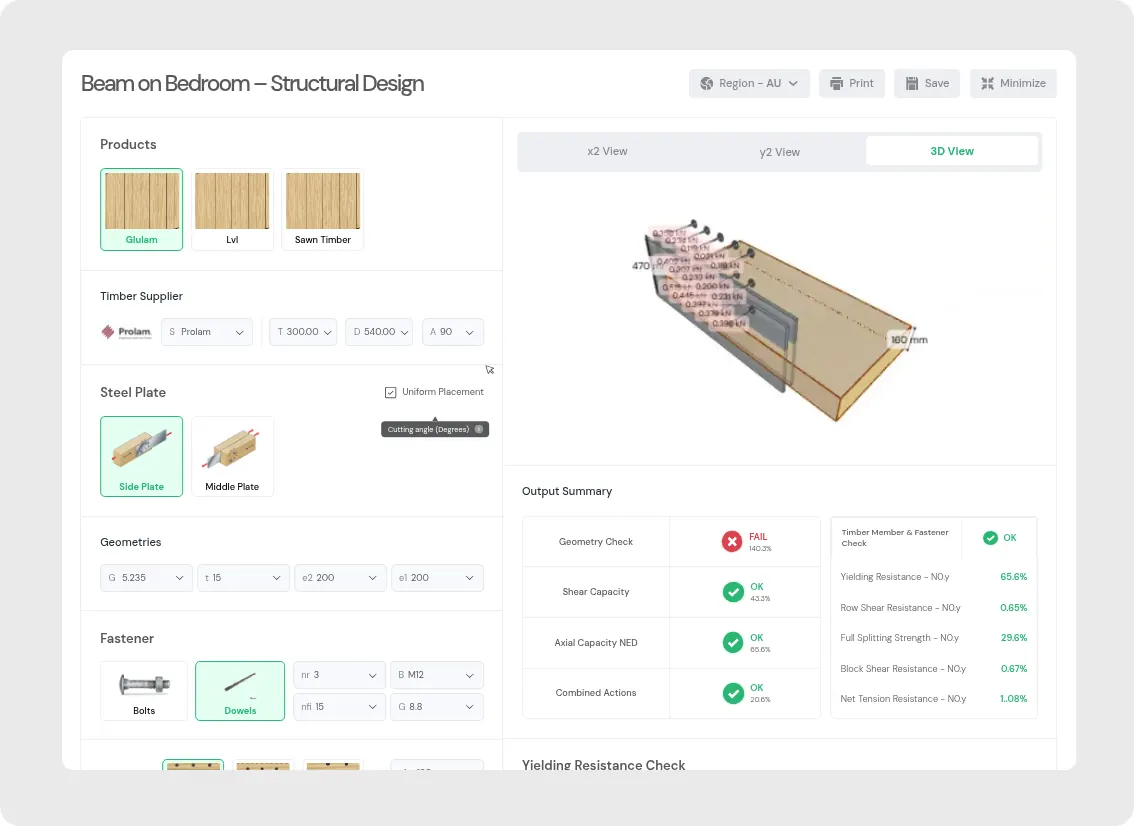 Beam on Bedroom – Structural Design
Region - AU
Print
Save
Minimize
Products
Glulam
Lvl
Sawn Timber
Timber Supplier
Prolam
S Prolam
T 300.00
D 540.00
A 90
Steel Plate
Uniform Placement
Cutting angle (Degrees)
Side Plate
Middle Plate
Geometries
G 5.235
t 15
e2 200
e1 200
Fastener
Bolts
Dowels
nr 3
B M12
nfi 15
G 8.8
x2 View
y2 View
3D View
470
160 mm
Output Summary
Geometry Check
FAIL
140.3%
Shear Capacity
OK
43.3%
Axial Capacity NED
OK
65.6%
Combined Actions
OK
20.6%
Timber Member & Fastener
Check
OK
Yielding Resistance - N0.y
65.6%
Row Shear Resistance - N0.y
0.65%
Full Splitting Strength - N0.y
29.6%
Block Shear Resistance - N0.y
0.67%
Net Tension Resistance - N0.y
1..08%
Yielding Resistance Check